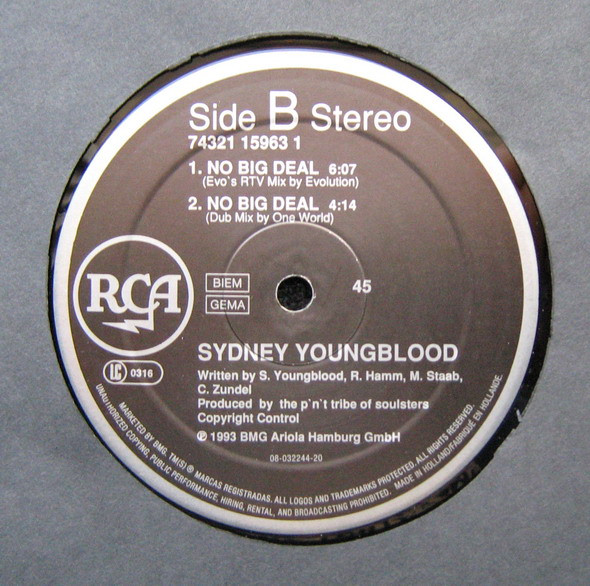 Side B Stereo
74321 15963 1
1. NO BIG DEAL 6:07
(Evo's RTV Mix by Evolution)
2. NO BIG DEAL 4:14
(Dub Mix by One World)
RCA
BIEM
GEMA
45
LC 0316
SYDNEY YOUNGBLOOD
Written by S. Youngblood, R. Hamm, M. Staab,
C. Zundel
Produced by the p'n't tribe of soulsters
Copyright Control
℗ 1993 BMG Ariola Hamburg GmbH
08-032244-20
MARKETED BY BMG. TM(S) ® MARCAS REGISTRADAS. ALL LOGOS AND TRADEMARKS PROTECTED. ALL RIGHTS RESERVED.
UNAUTHORIZED COPYING, PUBLIC PERFORMANCE, HIRING, RENTAL, AND BROADCASTING PROHIBITED. MADE IN HOLLAND/FABRIQUÉ EN HOLLANDE.